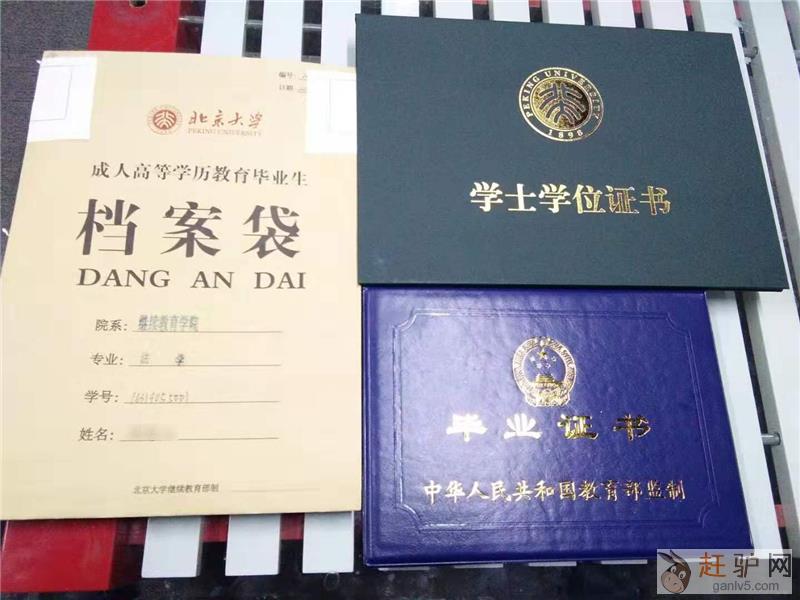 编号:
日期:
北京大学
PEKING UNIVERSITY
成人高等学历教育毕业生
档案袋
DANG AN DAI
院系: 继续教育学院
专业: 法 学
学号:
姓名:
北京大学继续教育部制
PEKING UNIVERSITY
1898
学士学位证书
毕业证书
中华人民共和国教育部监制
赶驴网
ganlv5.com